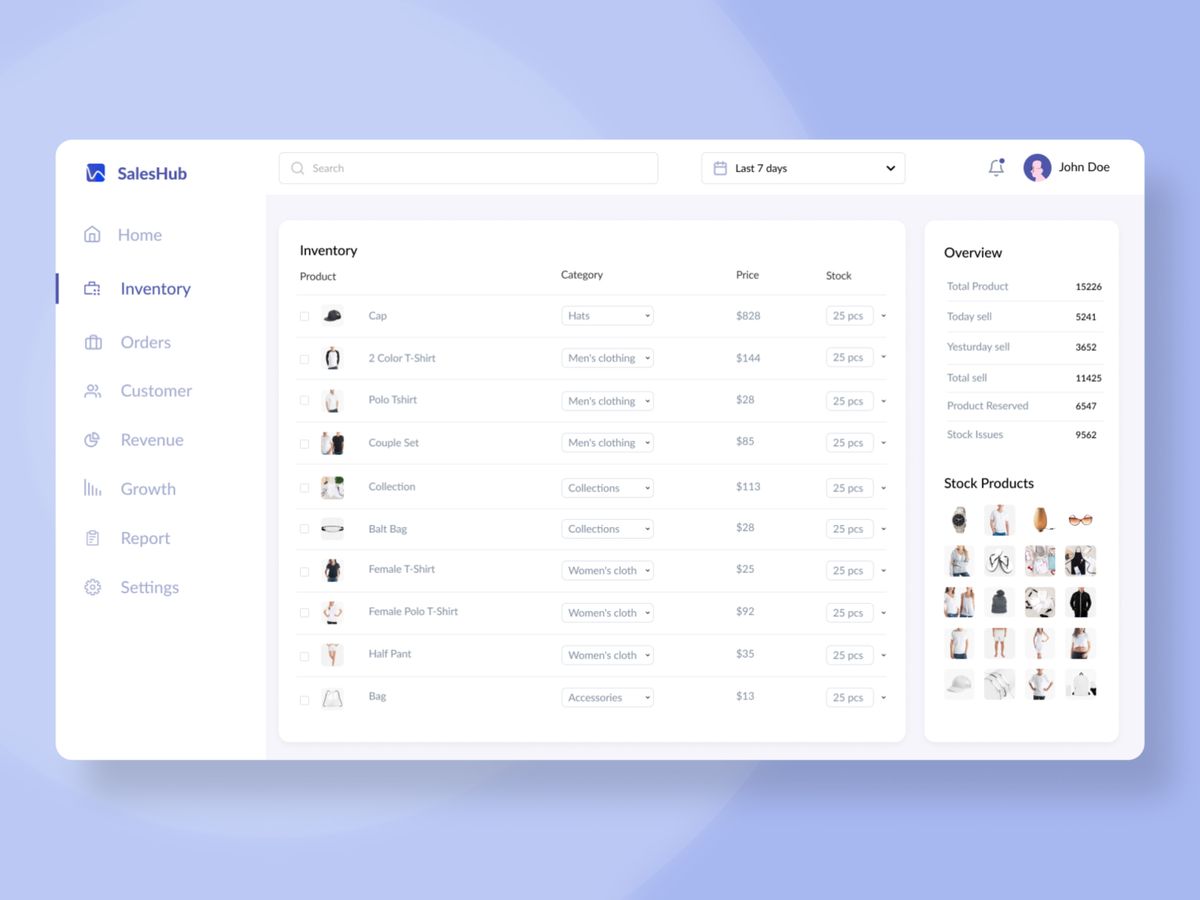 SalesHub
Search
Last 7 days
John Doe
Home
Inventory
Orders
Customer
Revenue
Growth
Report
Settings
Inventory
Product Category Price Stock
Cap Hats $828 25 pcs
2 Color T-Shirt Men's clothing $144 25 pcs
Polo Tshirt Men's clothing $28 25 pcs
Couple Set Men's clothing $85 25 pcs
Collection Collections $113 25 pcs
Balt Bag Collections $28 25 pcs
Female T-Shirt Women's cloth $25 25 pcs
Female Polo T-Shirt Women's cloth $92 25 pcs
Half Pant Women's cloth $35 25 pcs
Bag Accessories $13 25 pcs
Overview
Total Product 15226
Today sell 5241
Yesturday sell 3652
Total sell 11425
Product Reserved 6547
Stock Issues 9562
Stock Products